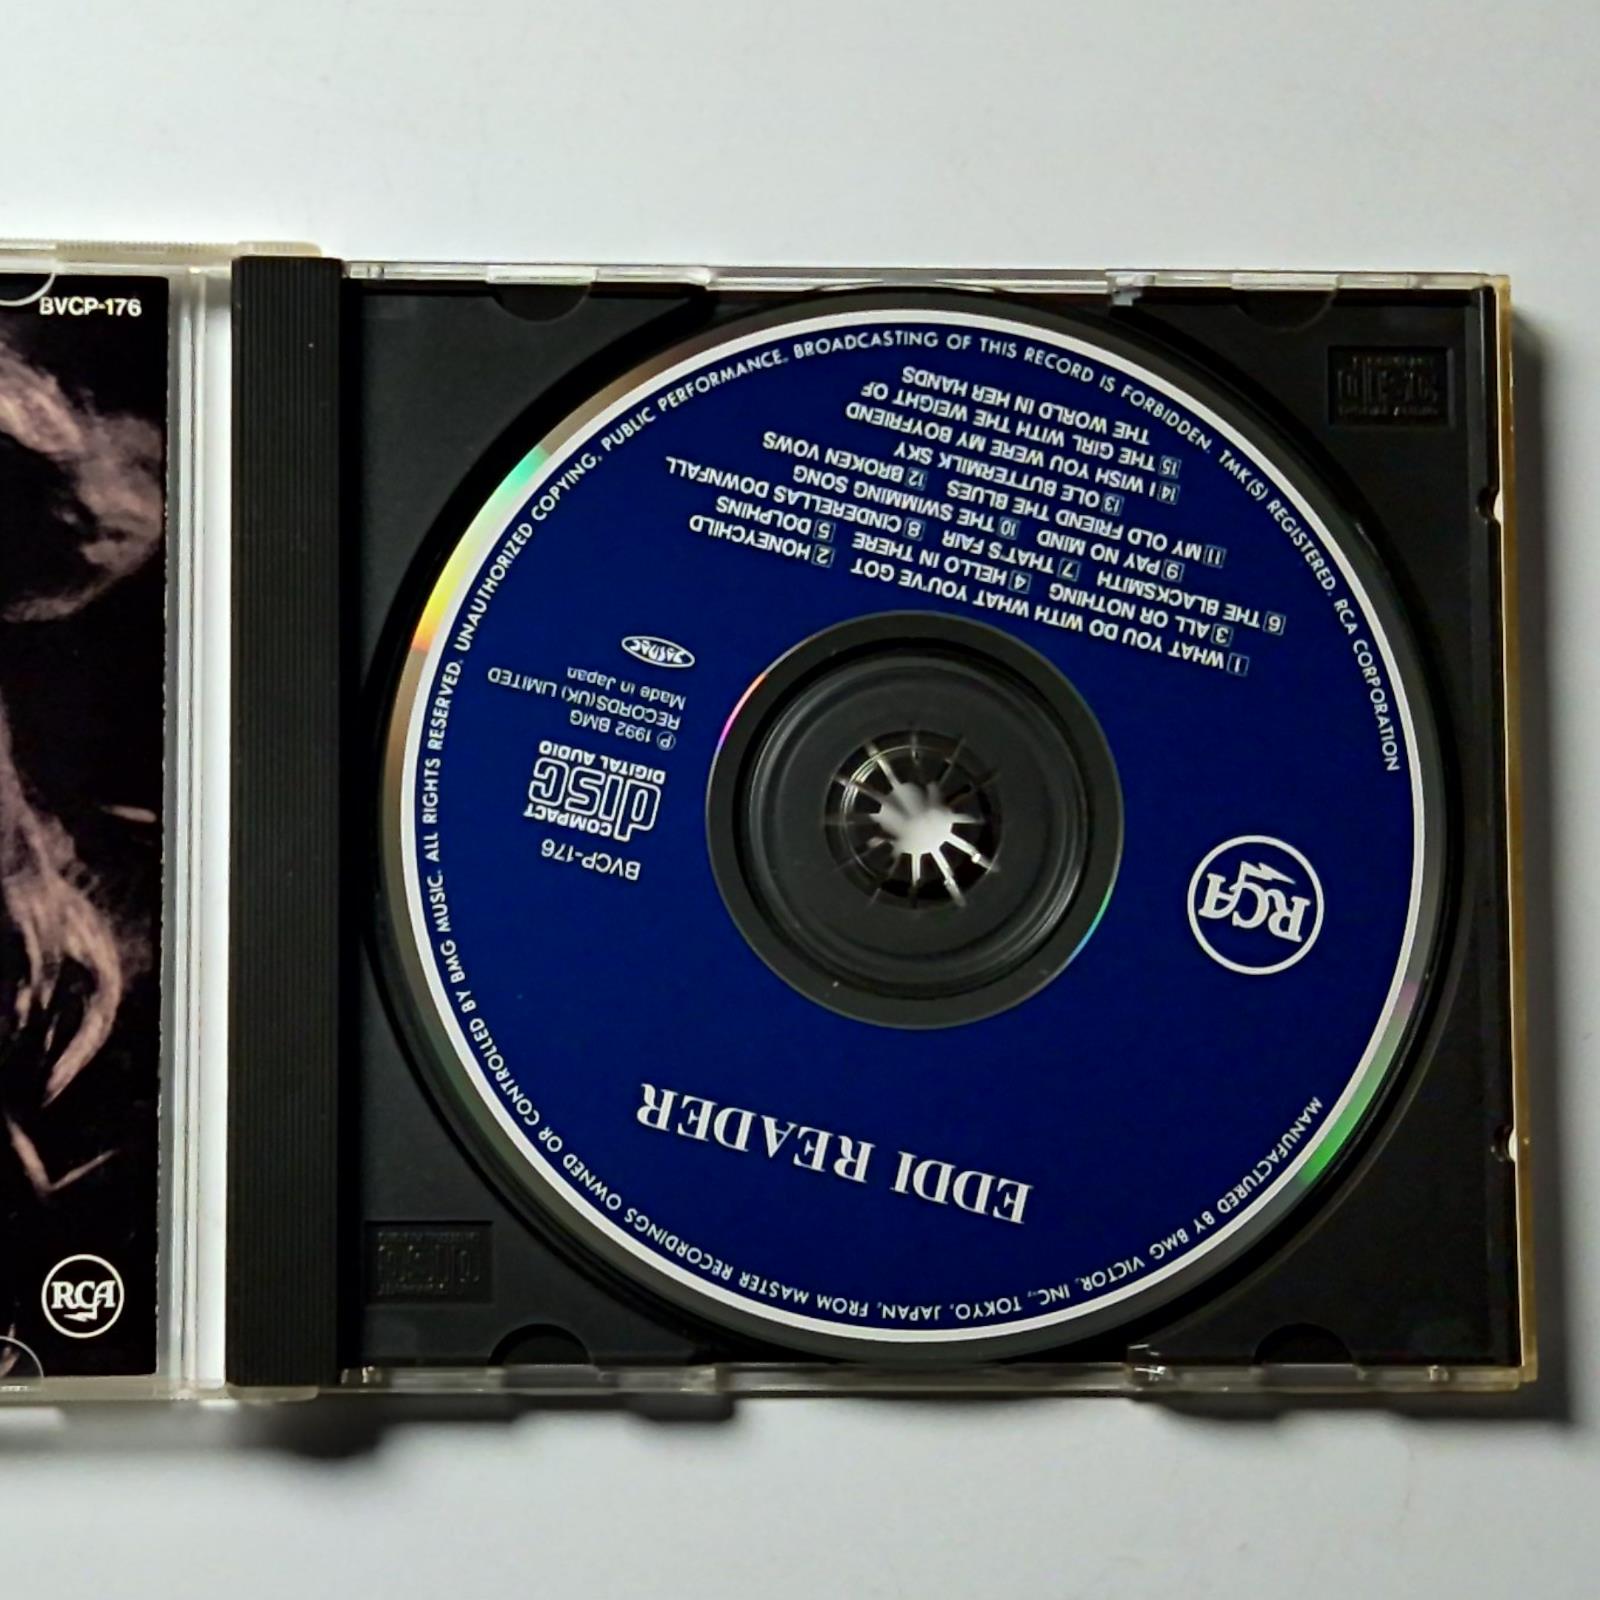 BVCP-176
RCA
EDDI READER
RCA
BVCP-176
COMPACT
disc
DIGITAL AUDIO
Ⓟ 1992 BMG
RECORDS(UK) LIMITED
Made in Japan
JASRAC
1 WHAT YOU DO WITH WHAT YOU'VE GOT 2 HONEYCHILD
3 ALL OR NOTHING 4 HELLO IN THERE 5 DOLPHINS
6 THE BLACKSMITH 7 THAT'S FAIR 8 CINDERELLAS DOWNFALL
9 PAY NO MIND 10 THE SWIMMING SONG
11 MY OLD FRIEND THE BLUES 12 BROKEN VOWS
13 OLE BUTTERMILK SKY
14 I WISH YOU WERE MY BOYFRIEND
15 THE GIRL WITH THE WEIGHT OF
THE WORLD IN HER HANDS
MANUFACTURED BY BMG VICTOR, INC., TOKYO, JAPAN, FROM MASTER RECORDINGS OWNED OR CONTROLLED BY BMG MUSIC. ALL RIGHTS RESERVED. UNAUTHORIZED COPYING, PUBLIC PERFORMANCE, BROADCASTING OF THIS RECORD IS FORBIDDEN. TMK(S) REGISTERED, RCA CORPORATION